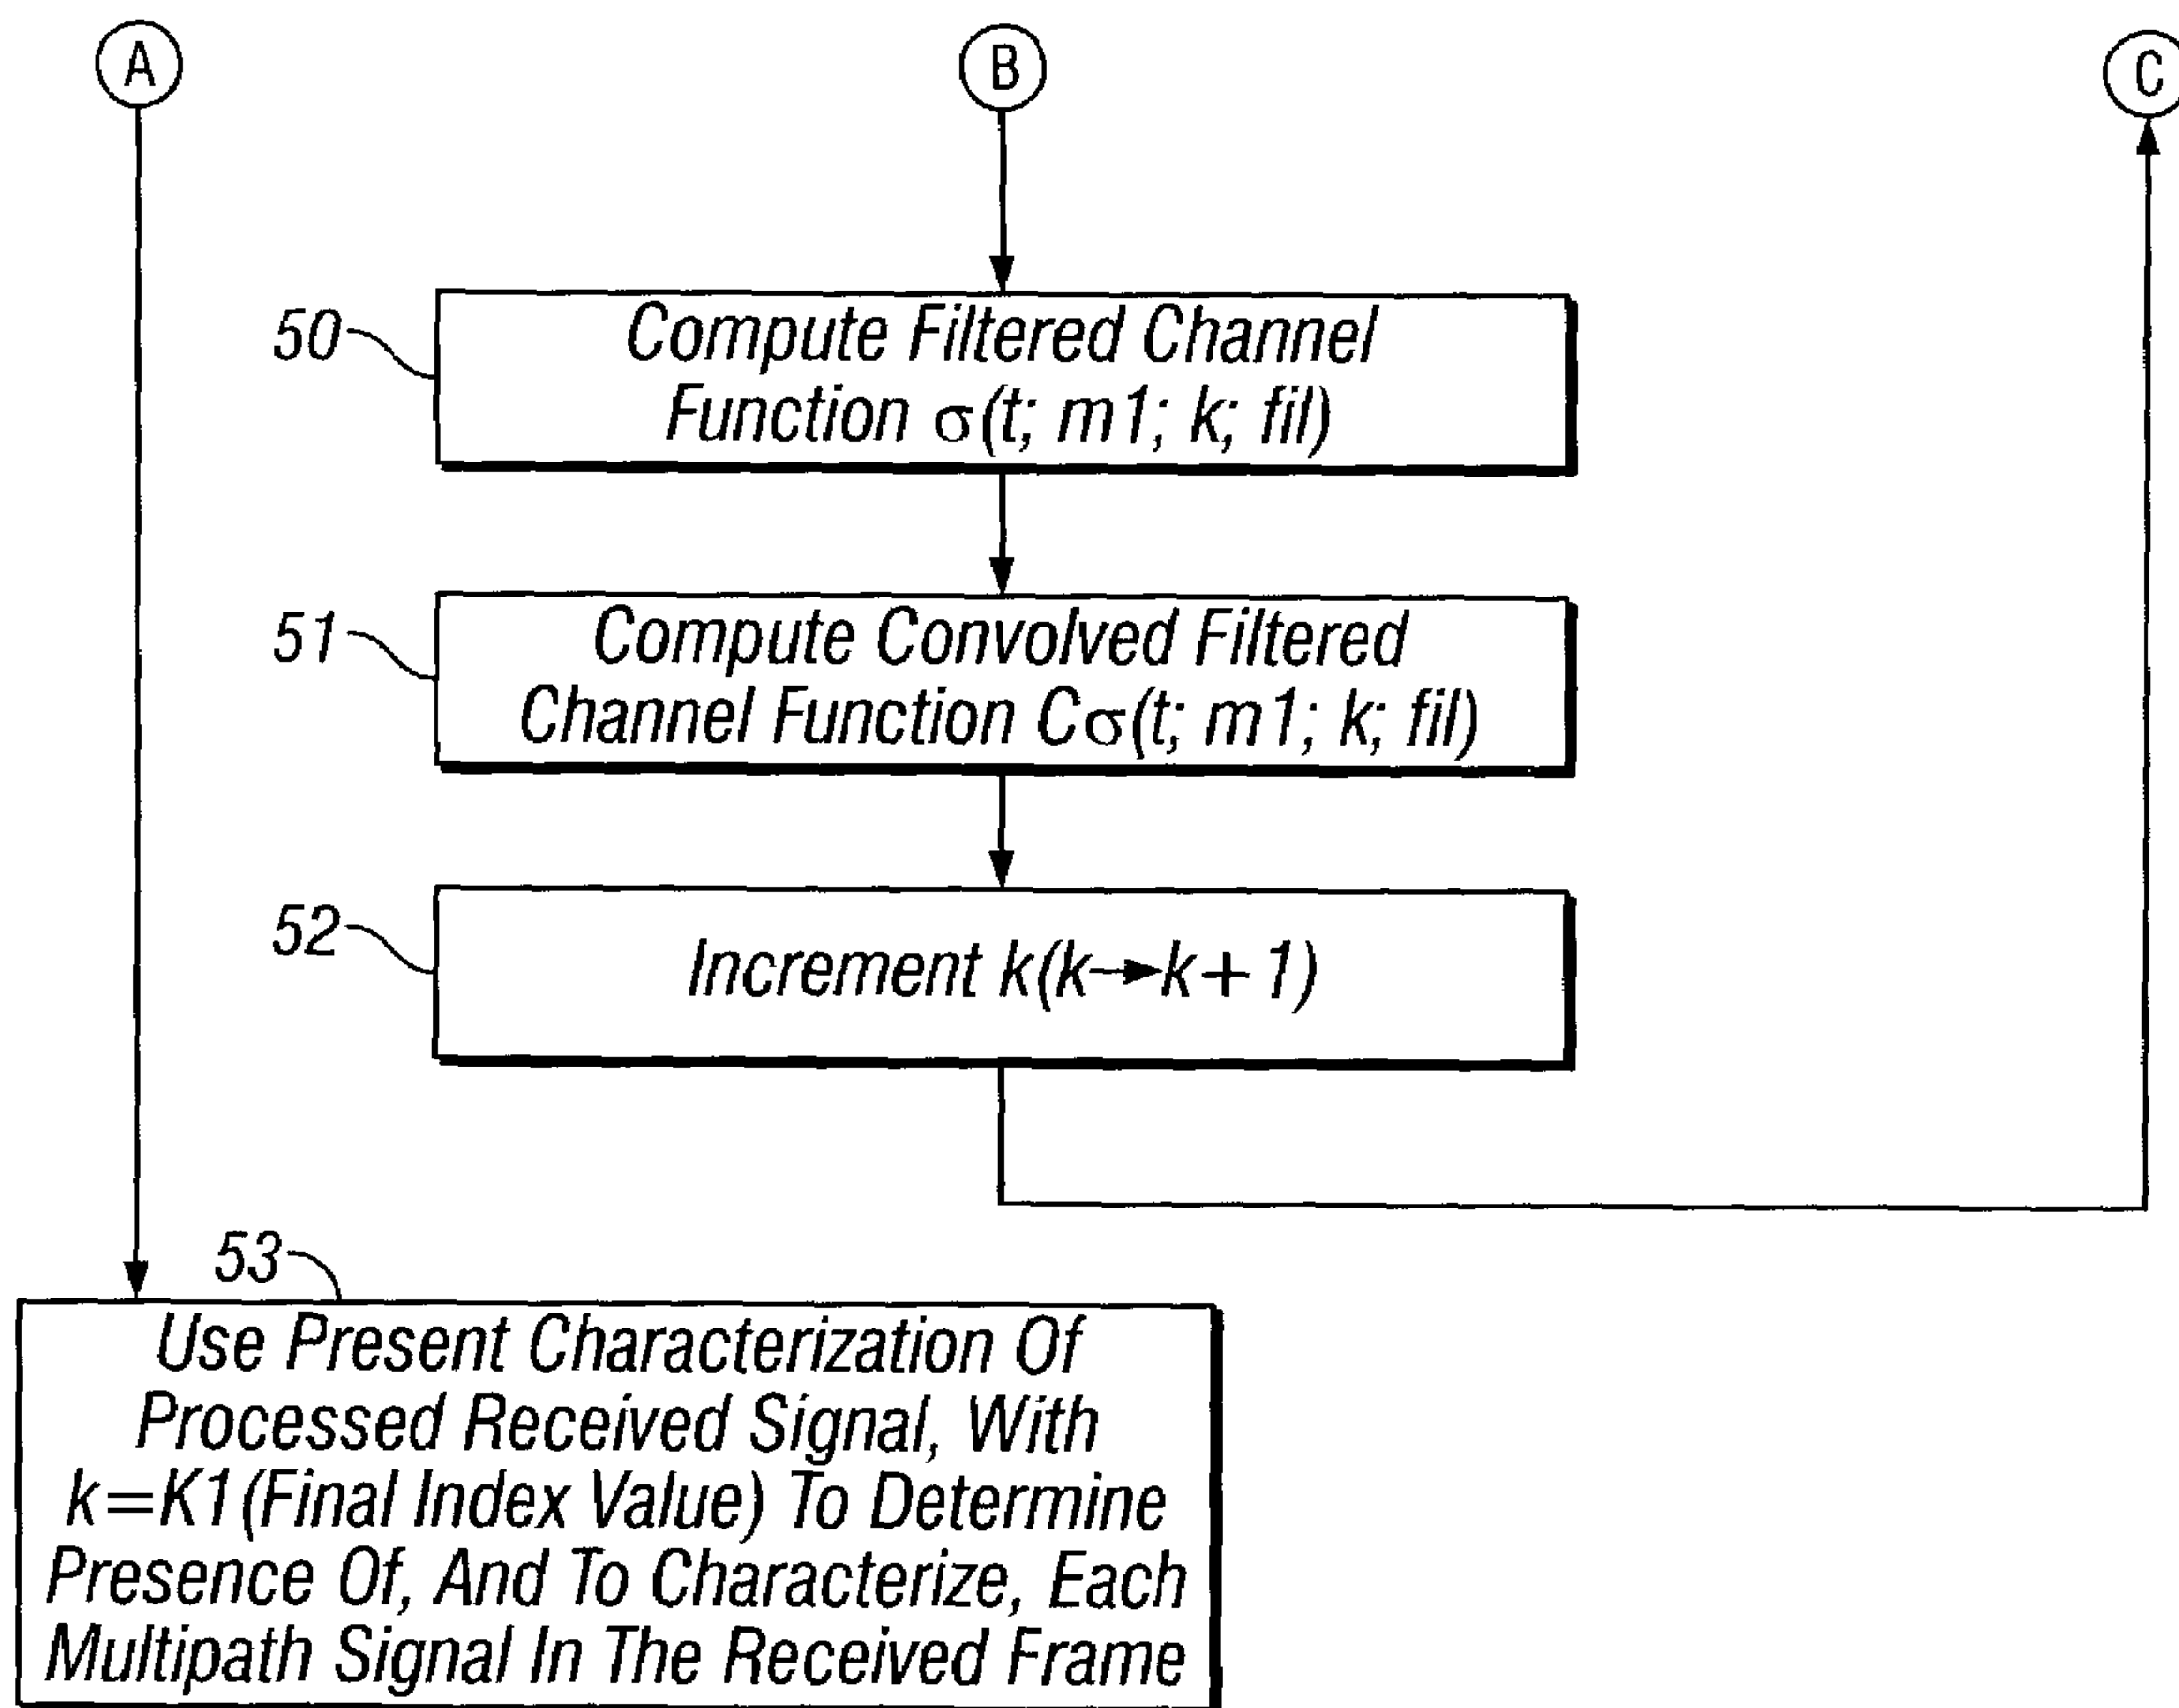 A
B
C
50
Compute Filtered Channel
Function σ(t; m1; k; fil)
51
Compute Convolved Filtered
Channel Function Cσ(t; m1; k; fil)
52
Increment k(k→k+1)
53
Use Present Characterization Of
Processed Received Signal, With
k=K1(Final Index Value) To Determine
Presence Of, And To Characterize, Each
Multipath Signal In The Received Frame